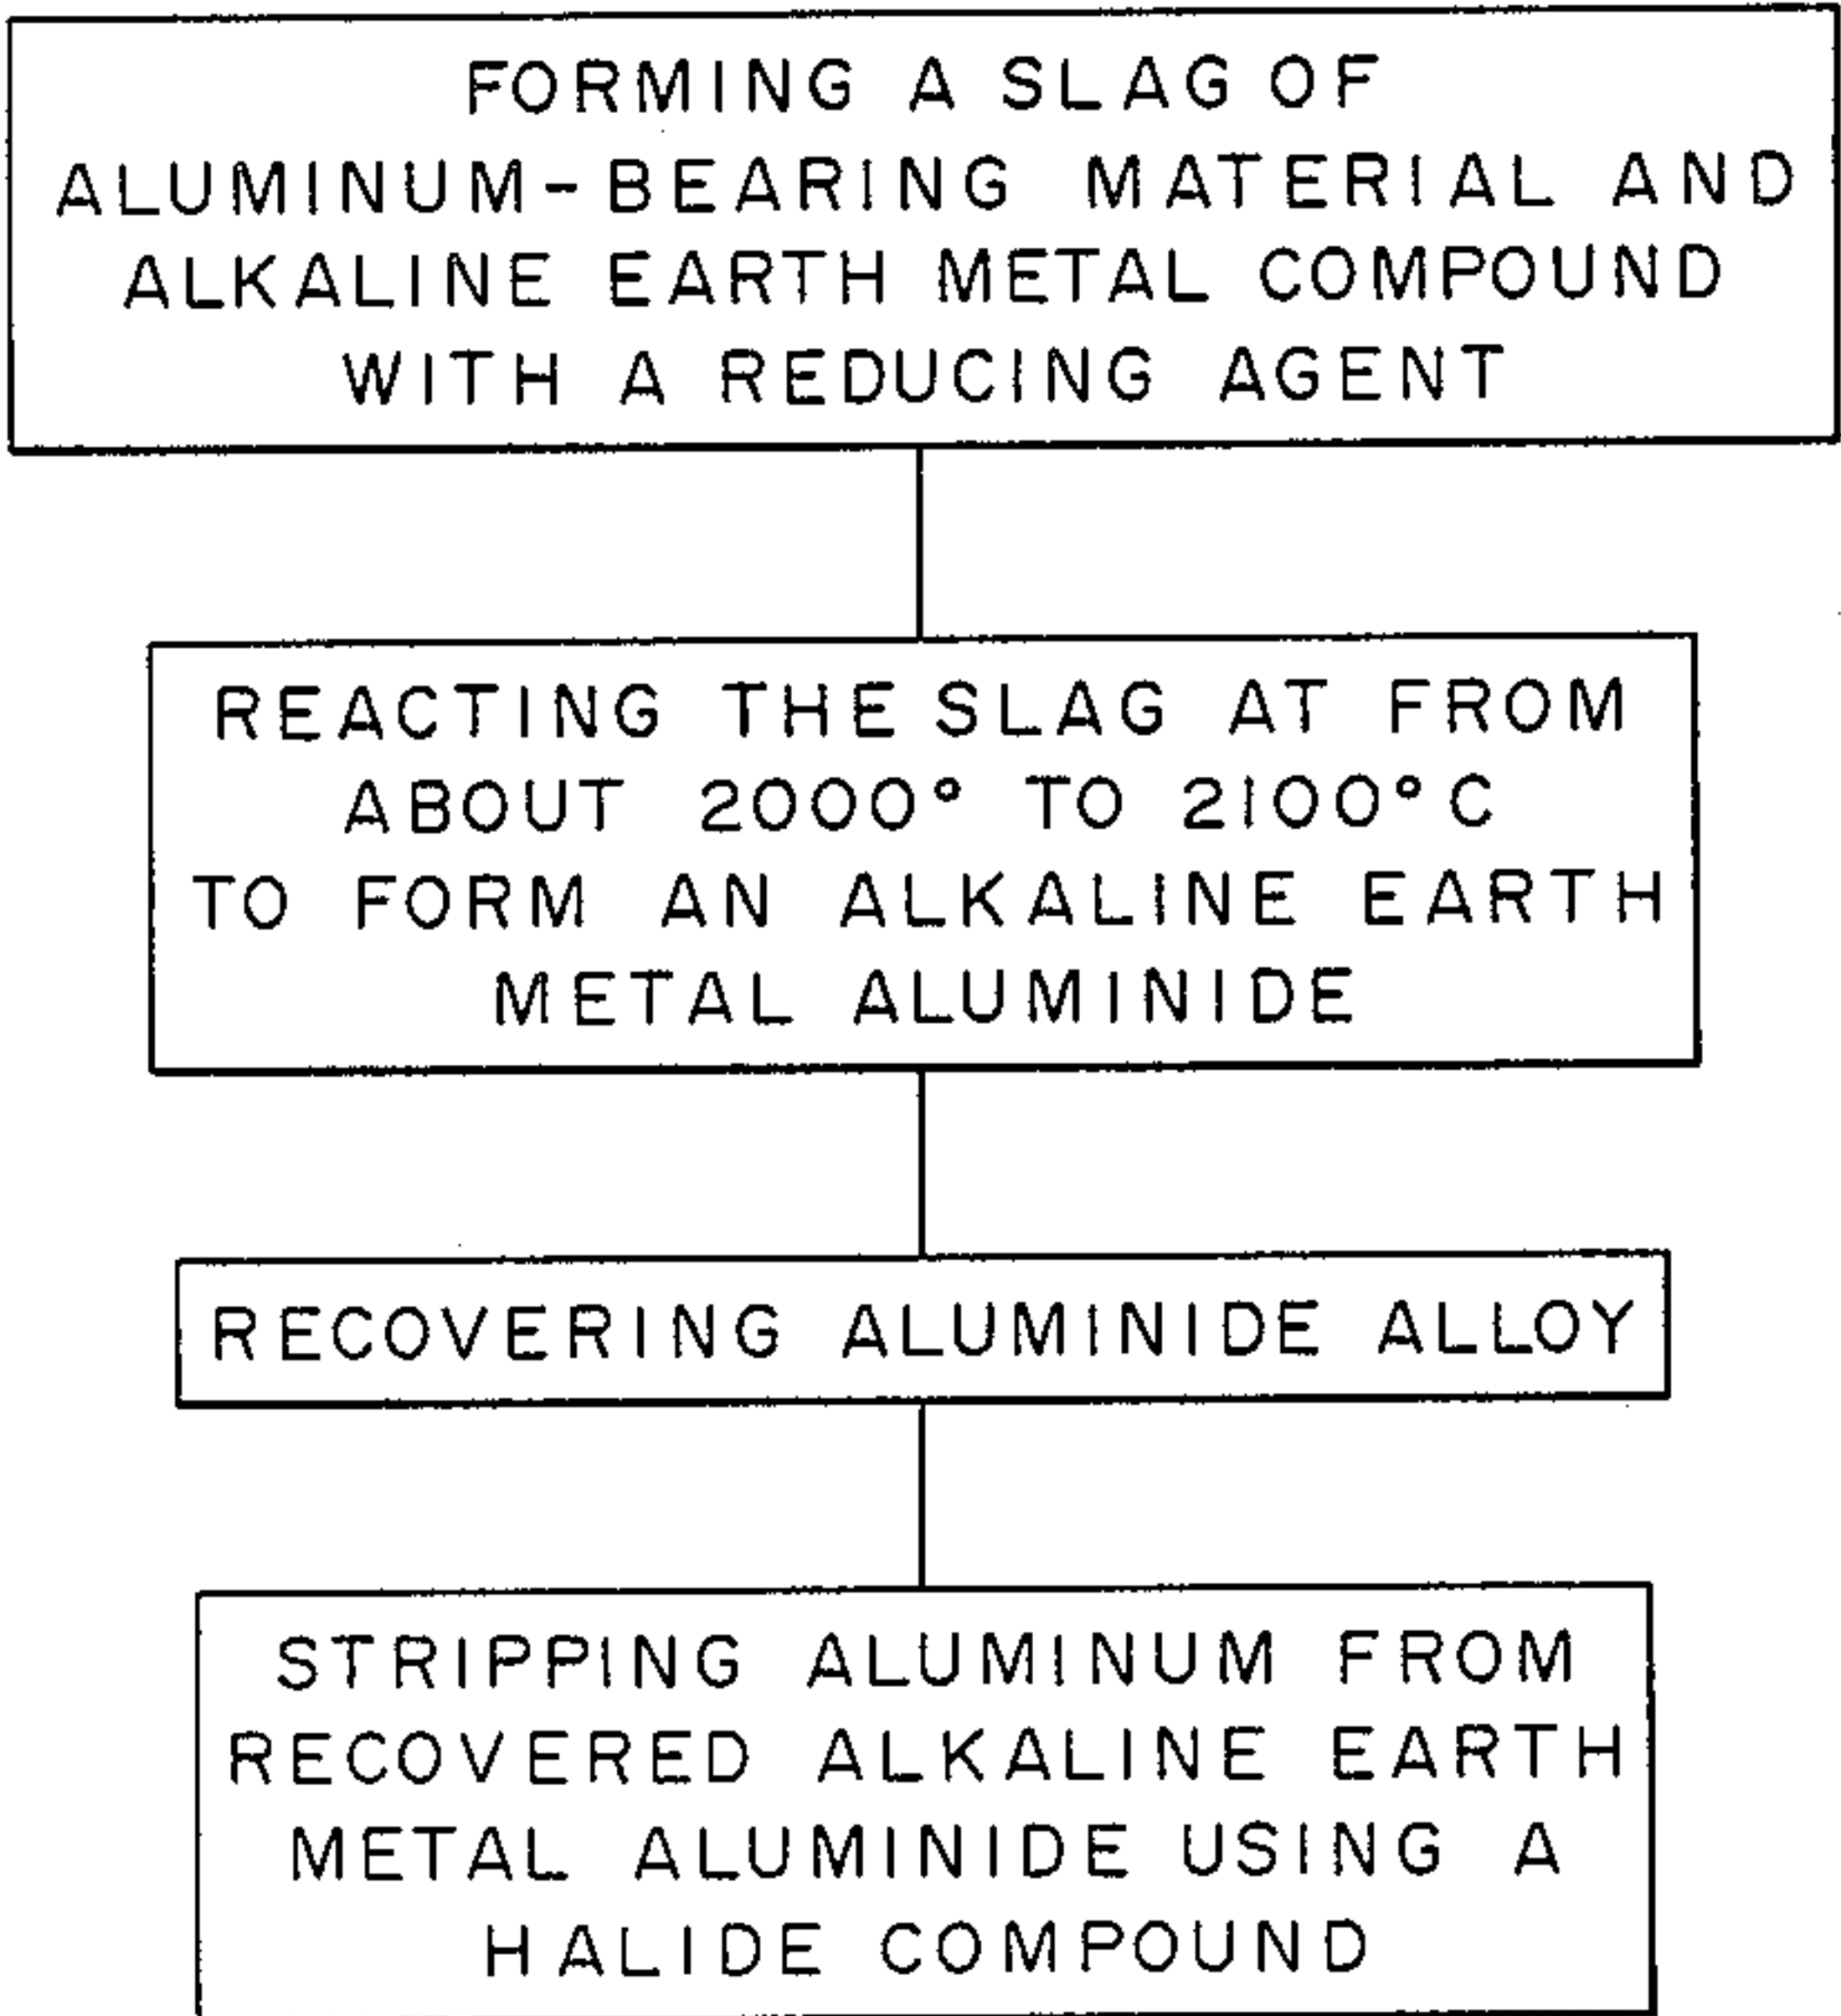 FORMING A SLAG OF
ALUMINUM-BEARING MATERIAL AND
ALKALINE EARTH METAL COMPOUND
WITH A REDUCING AGENT
REACTING THE SLAG AT FROM
ABOUT 2000° TO 2100° C
TO FORM AN ALKALINE EARTH
METAL ALUMINIDE
RECOVERING ALUMINIDE ALLOY
STRIPPING ALUMINUM FROM
RECOVERED ALKALINE EARTH
METAL ALUMINIDE USING A
HALIDE COMPOUND